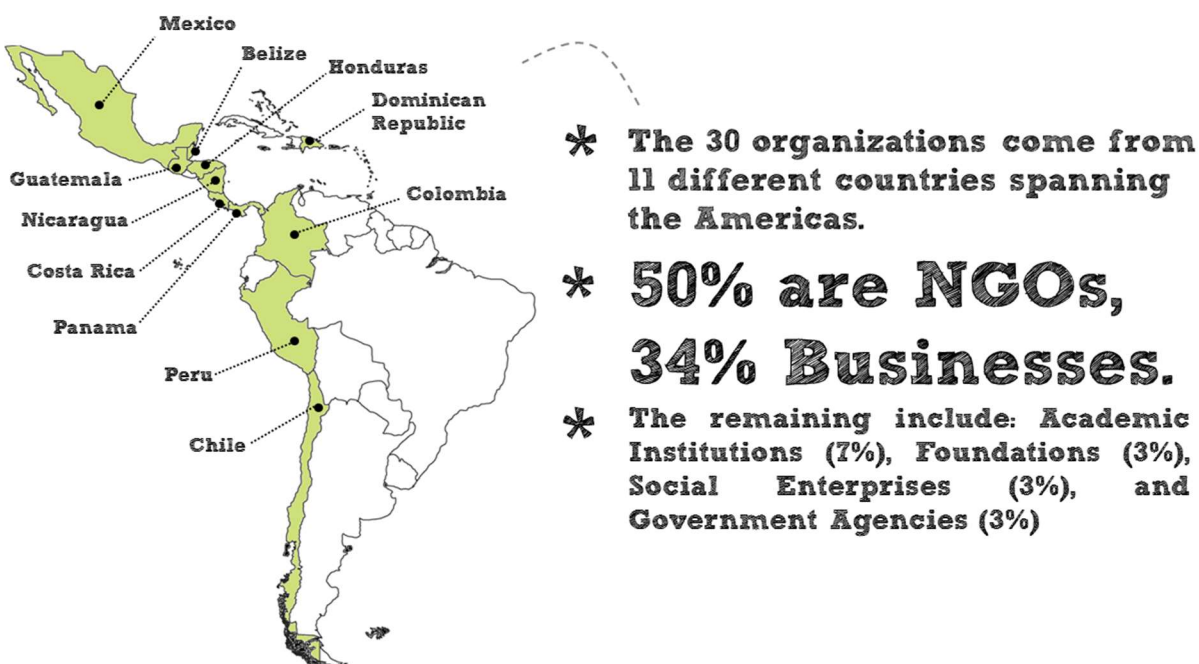 Mexico
Belize
Honduras
Dominican
Republic
Guatemala
Nicaragua
Colombia
Costa Rica
Panama
Peru
Chile
* The 30 organizations come from
11 different countries spanning
the Americas.
* 50% are NGOs,
34% Businesses.
* The remaining include: Academic
Institutions (7%), Foundations (3%),
Social Enterprises (3%), and
Government Agencies (3%)